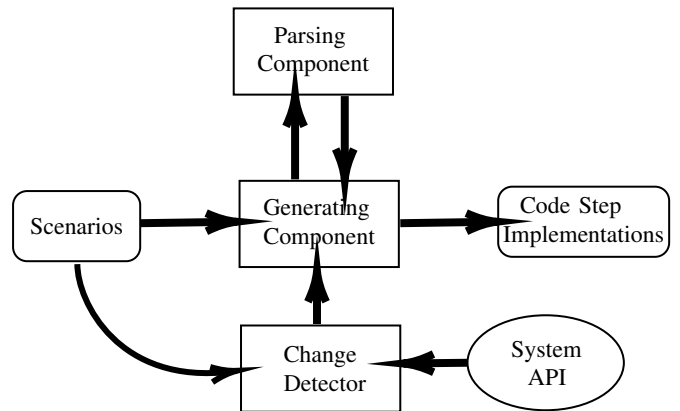 Parsing
Component
Generating
Component
Scenarios
Code Step
Implementations
Change
Detector
System
API